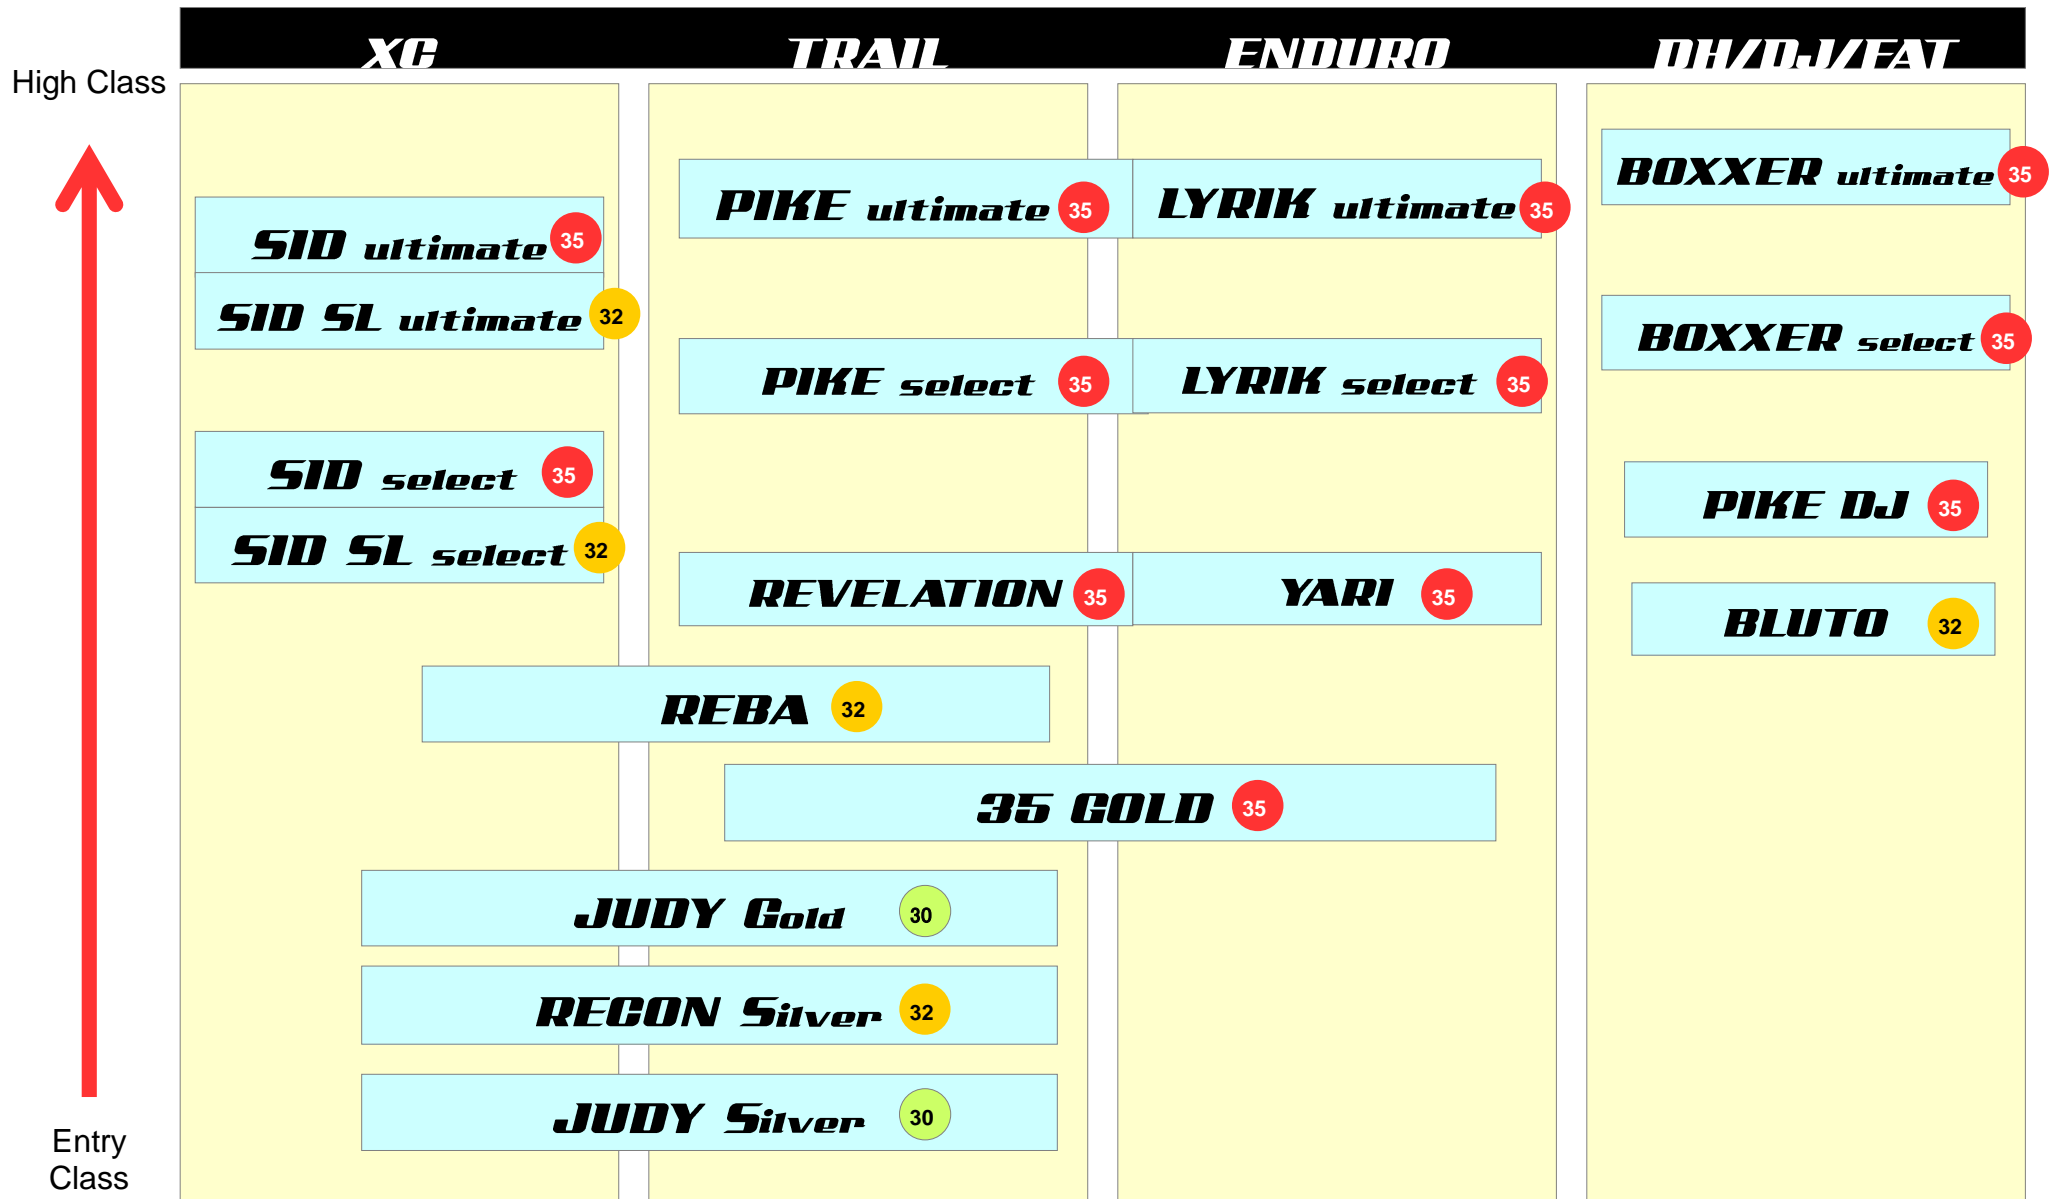 XC TRAIL ENDURO DH/DJ/FAT
High Class
BOXXER ultimate 35
PIKE ultimate 35 LYRIK ultimate 35
SID ultimate 35
SID SL ultimate 32
BOXXER select 35
PIKE select 35 LYRIK select 35
SID select 35
PIKE DJ 35
SID SL select 32
REVELATION 35 YARI 35
BLUTO 32
REBA 32
35 GOLD 35
JUDY Gold 30
RECON Silver 32
JUDY Silver 30
Entry
Class